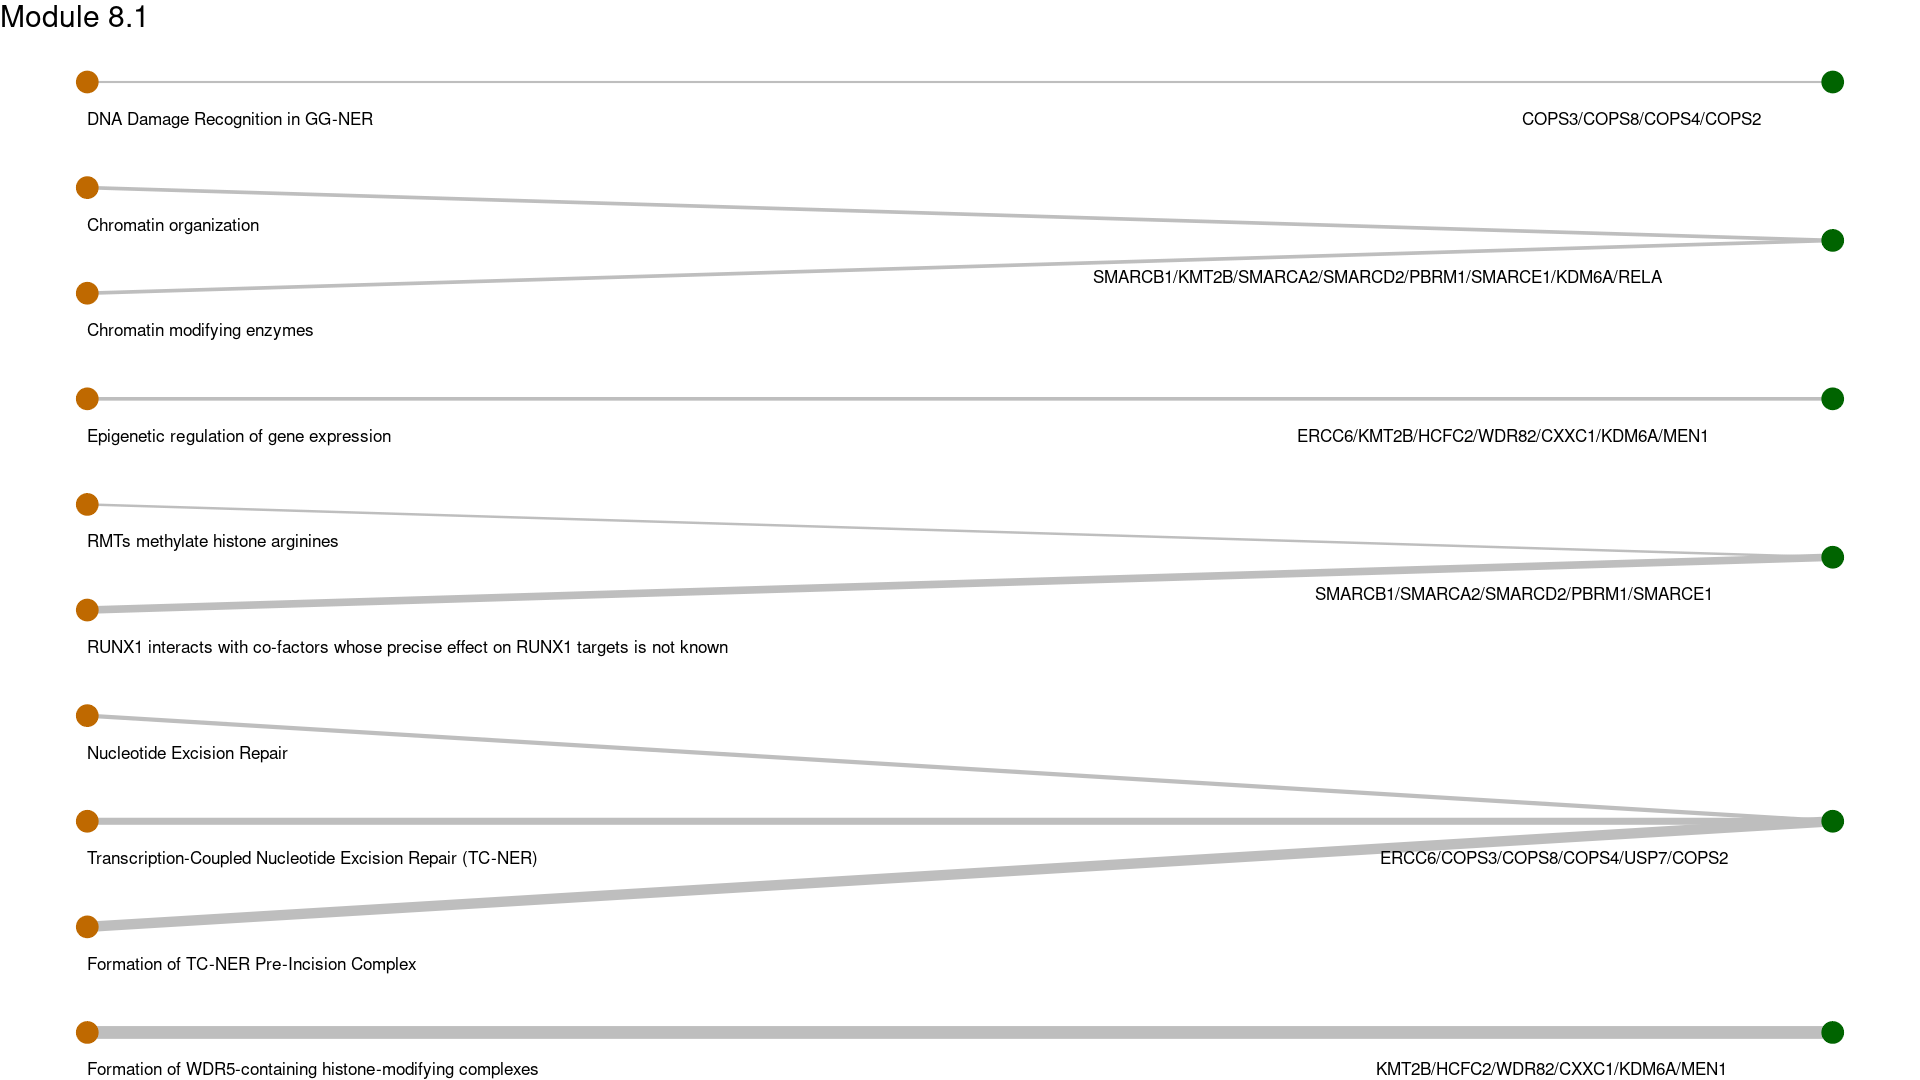 Module 8.1
DNA Damage Recognition in GG-NER
COPS3/COPS8/COPS4/COPS2
Chromatin organization
SMARCB1/KMT2B/SMARCA2/SMARCD2/PBRM1/SMARCE1/KDM6A/RELA
Chromatin modifying enzymes
Epigenetic regulation of gene expression
ERCC6/KMT2B/HCFC2/WDR82/CXXC1/KDM6A/MEN1
RMTs methylate histone arginines
SMARCB1/SMARCA2/SMARCD2/PBRM1/SMARCE1
RUNX1 interacts with co-factors whose precise effect on RUNX1 targets is not known
Nucleotide Excision Repair
Transcription-Coupled Nucleotide Excision Repair (TC-NER)
ERCC6/COPS3/COPS8/COPS4/USP7/COPS2
Formation of TC-NER Pre-Incision Complex
Formation of WDR5-containing histone-modifying complexes
KMT2B/HCFC2/WDR82/CXXC1/KDM6A/MEN1